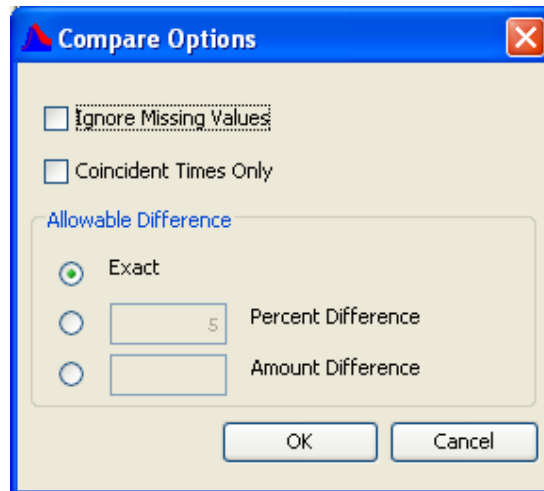 Compare Options
Ignore Missing Values
Coincident Times Only
Allowable Difference
Exact
5 Percent Difference
Amount Difference
OK Cancel